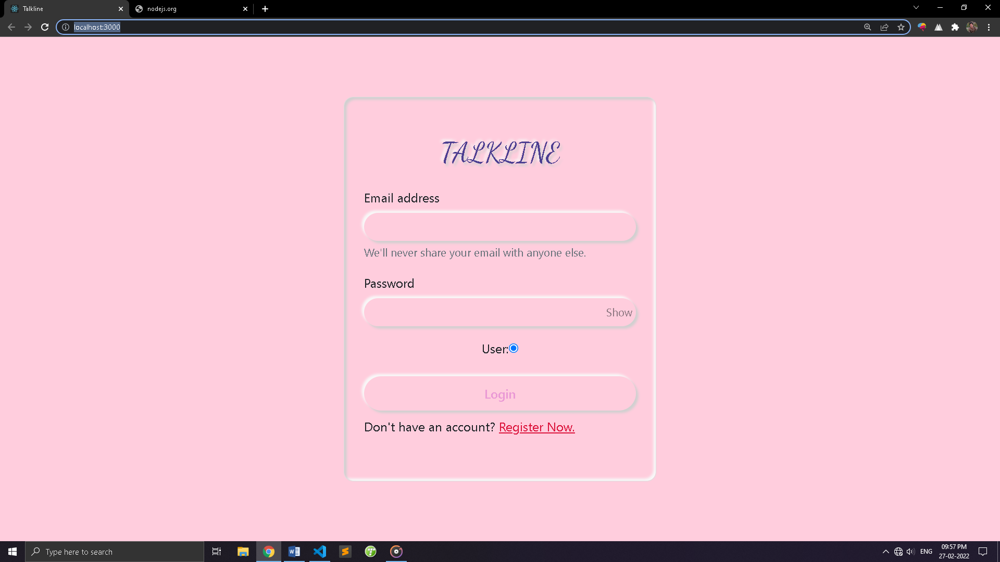 Talkline
nodejs.org
localhost:3000
TALKLINE
Email address
We'll never share your email with anyone else.
Password
Show
User:
Login
Don't have an account? Register Now.
Type here to search
ENG
09:57 PM
27-02-2022